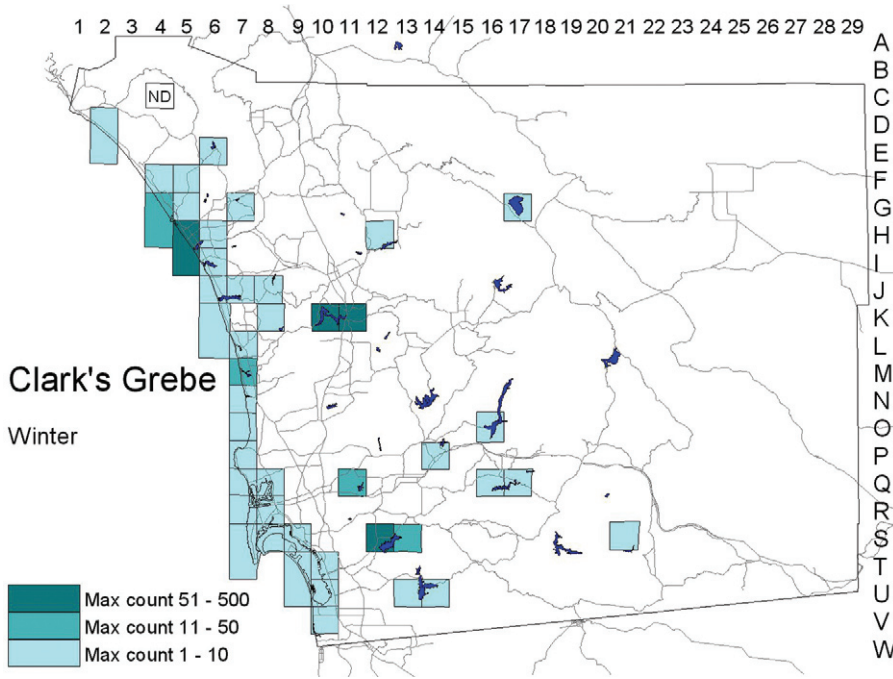 1 2 3 4 5 6 7 8 9 10 11 12 13 14 15 16 17 18 19 20 21 22 23 24 25 26 27 28 29
A
B
C
ND
D
E
F
G
H
I
J
K
L
M
Clark's Grebe
N
O
Winter
P
Q
R
S
T
U
V
W
Max count 51 - 500
Max count 11 - 50
Max count 1 - 10